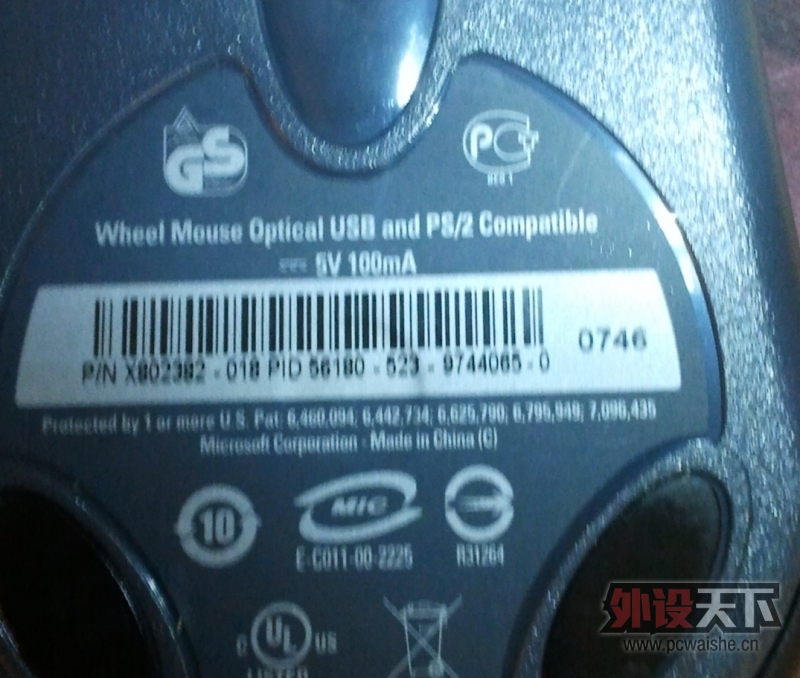 GS
PC
Wheel Mouse Optical USB and PS/2 Compatible
5V 100mA
0746
P/N X802382 - 018 PID 56180 - 523 - 9744065 - 0
Protected by 1 or more U.S. Pat. 6,460,094; 6,442,734; 6,625,790; 6,795,949; 7,096,435
Microsoft Corporation - Made in China (C)
10
MIC
E-C011-00-2225
R31264
C UL US
LISTED
外设天下
www.pcwaishe.cn